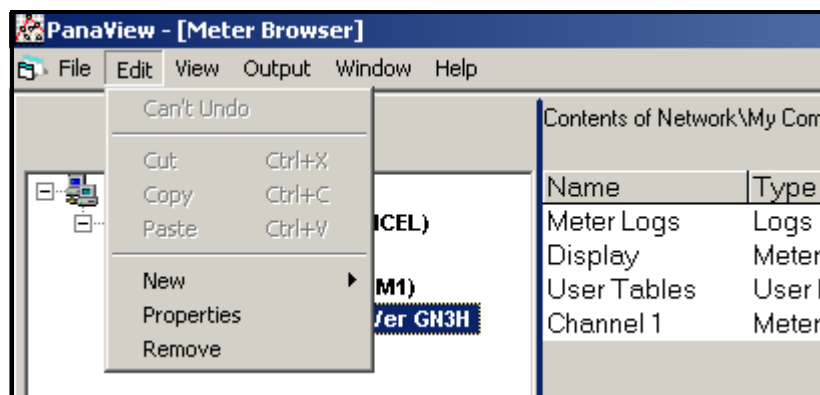 PanaView - [Meter Browser]
File Edit View Output Window Help
Can't Undo
Cut Ctrl+X
Copy Ctrl+C
Paste Ctrl+V
New
Properties
Remove
ICEL)
M1)
Ver GN3H
Contents of Network\My Com
Name Type
Meter Logs Logs
Display Meter
User Tables User
Channel 1 Meter